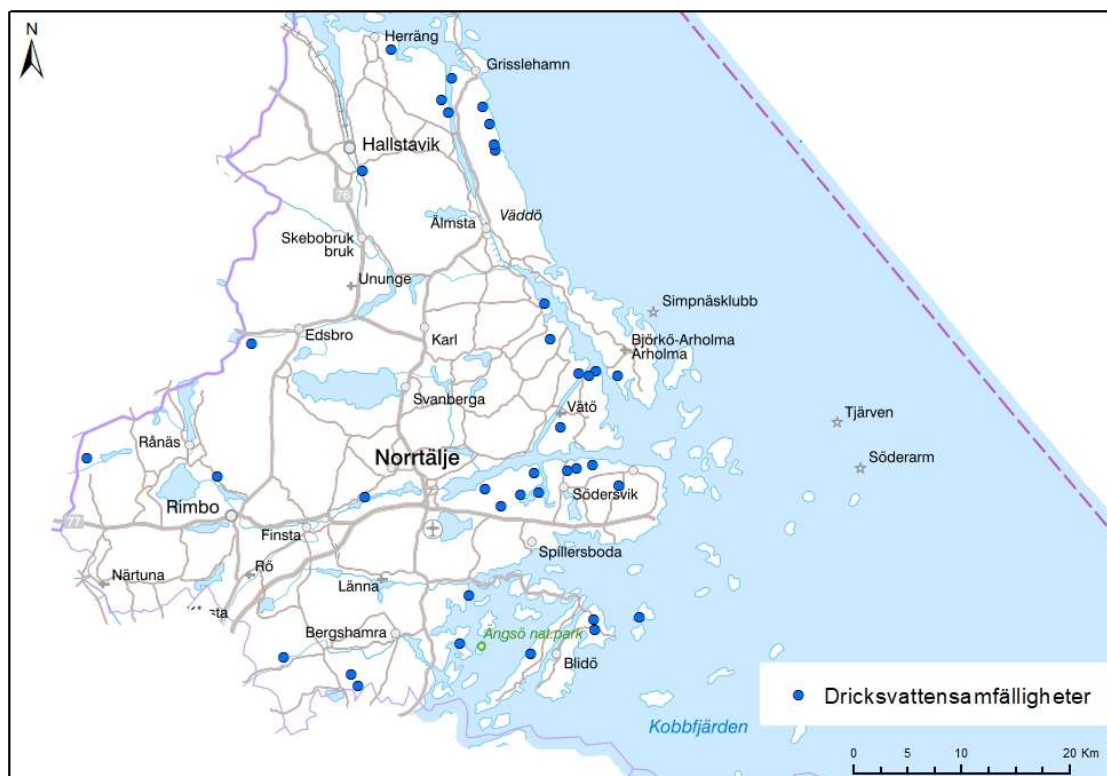 N
Herräng
Grisslehamn
Hallstavik
76
Väddö
Älmsta
Skebobruk
bruk
Ununge
Simpnäsklubb
Edsbro
Karl
Björkö-Arholma
Arholma
Svanberga
Vätö
Tjärven
Rånäs
Norrtälje
Söderarm
Södersvik
Rimbo
77
Finsta
Spillersboda
Rö
Närtuna
Länna
sta
Bergshamra
Ängsö nat.park
Blidö
Dricksvattensamfälligheter
Kobbfjärden
0 5 10 20 Km